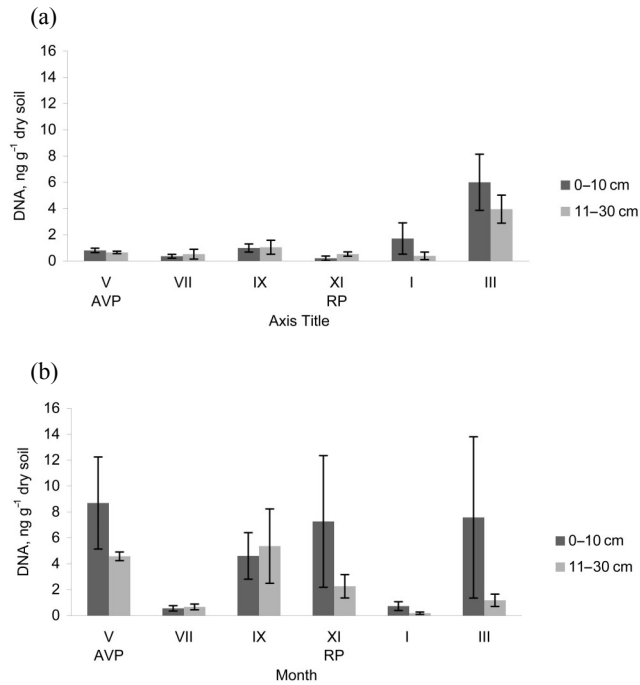 (a)
16
14
12
10
8
6
4
2
0
DNA, ng g⁻¹ dry soil
V VII IX XI I III
AVP RP
Axis Title
0–10 cm
11–30 cm
(b)
16
14
12
10
8
6
4
2
0
DNA, ng g⁻¹ dry soil
V VII IX XI I III
AVP RP
Month
0–10 cm
11–30 cm